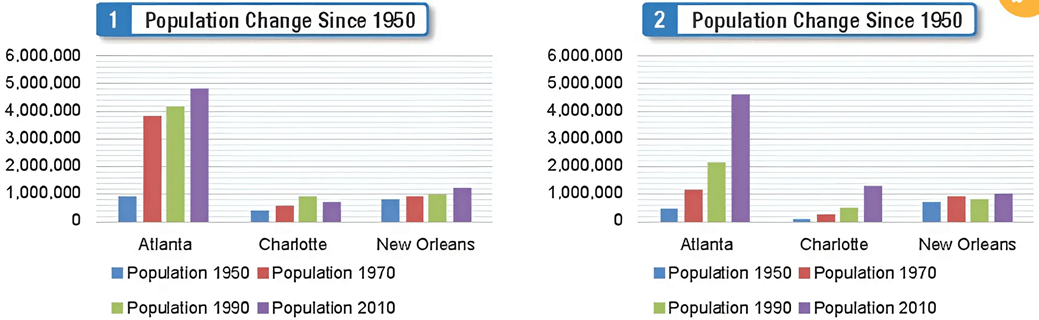 1 Population Change Since 1950
6,000,000
5,000,000
4,000,000
3,000,000
2,000,000
1,000,000
0
Atlanta Charlotte New Orleans
Population 1950 Population 1970
Population 1990 Population 2010
2 Population Change Since 1950
6,000,000
5,000,000
4,000,000
3,000,000
2,000,000
1,000,000
0
Atlanta Charlotte New Orleans
Population 1950 Population 1970
Population 1990 Population 2010